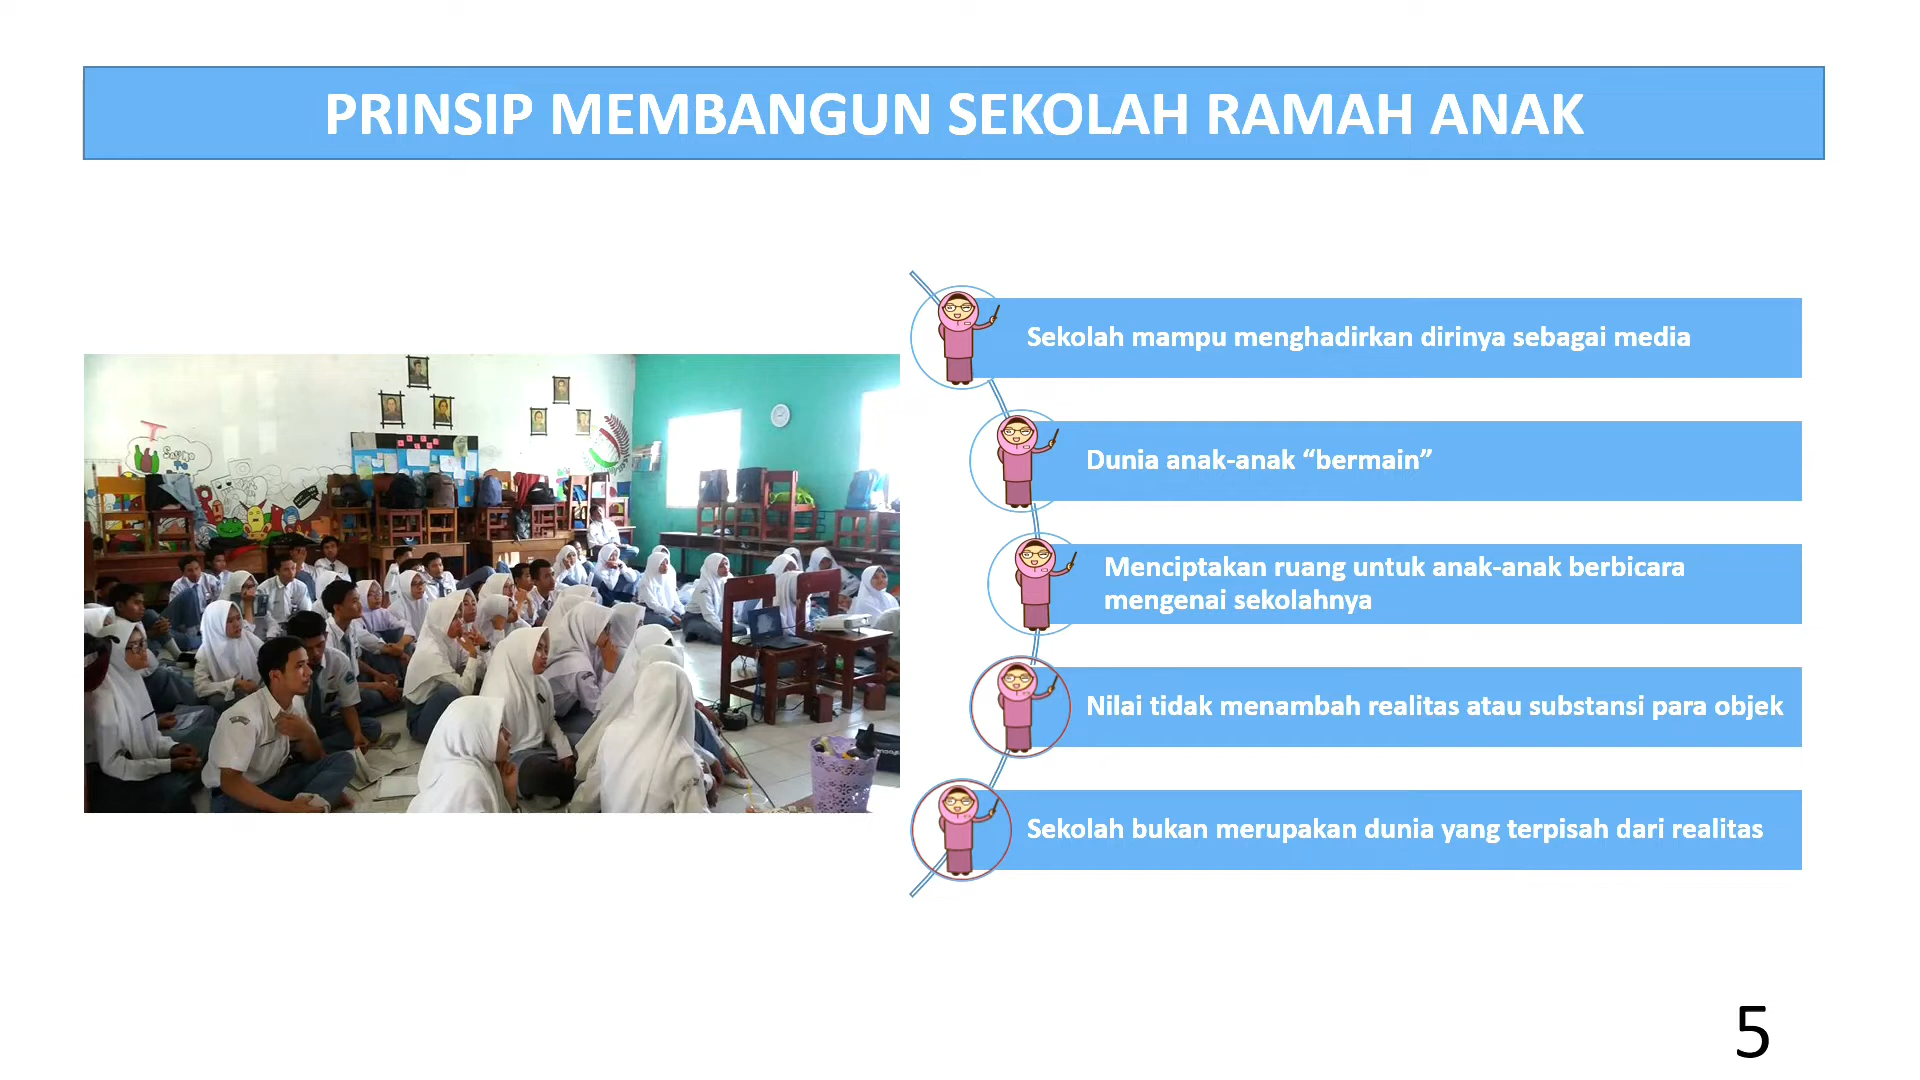 PRINSIP MEMBANGUN SEKOLAH RAMAH ANAK
Sekolah mampu menghadirkan dirinya sebagai media
Dunia anak-anak “bermain”
Menciptakan ruang untuk anak-anak berbicara
mengenai sekolahnya
Nilai tidak menambah realitas atau substansi para objek
Sekolah bukan merupakan dunia yang terpisah dari realitas
5